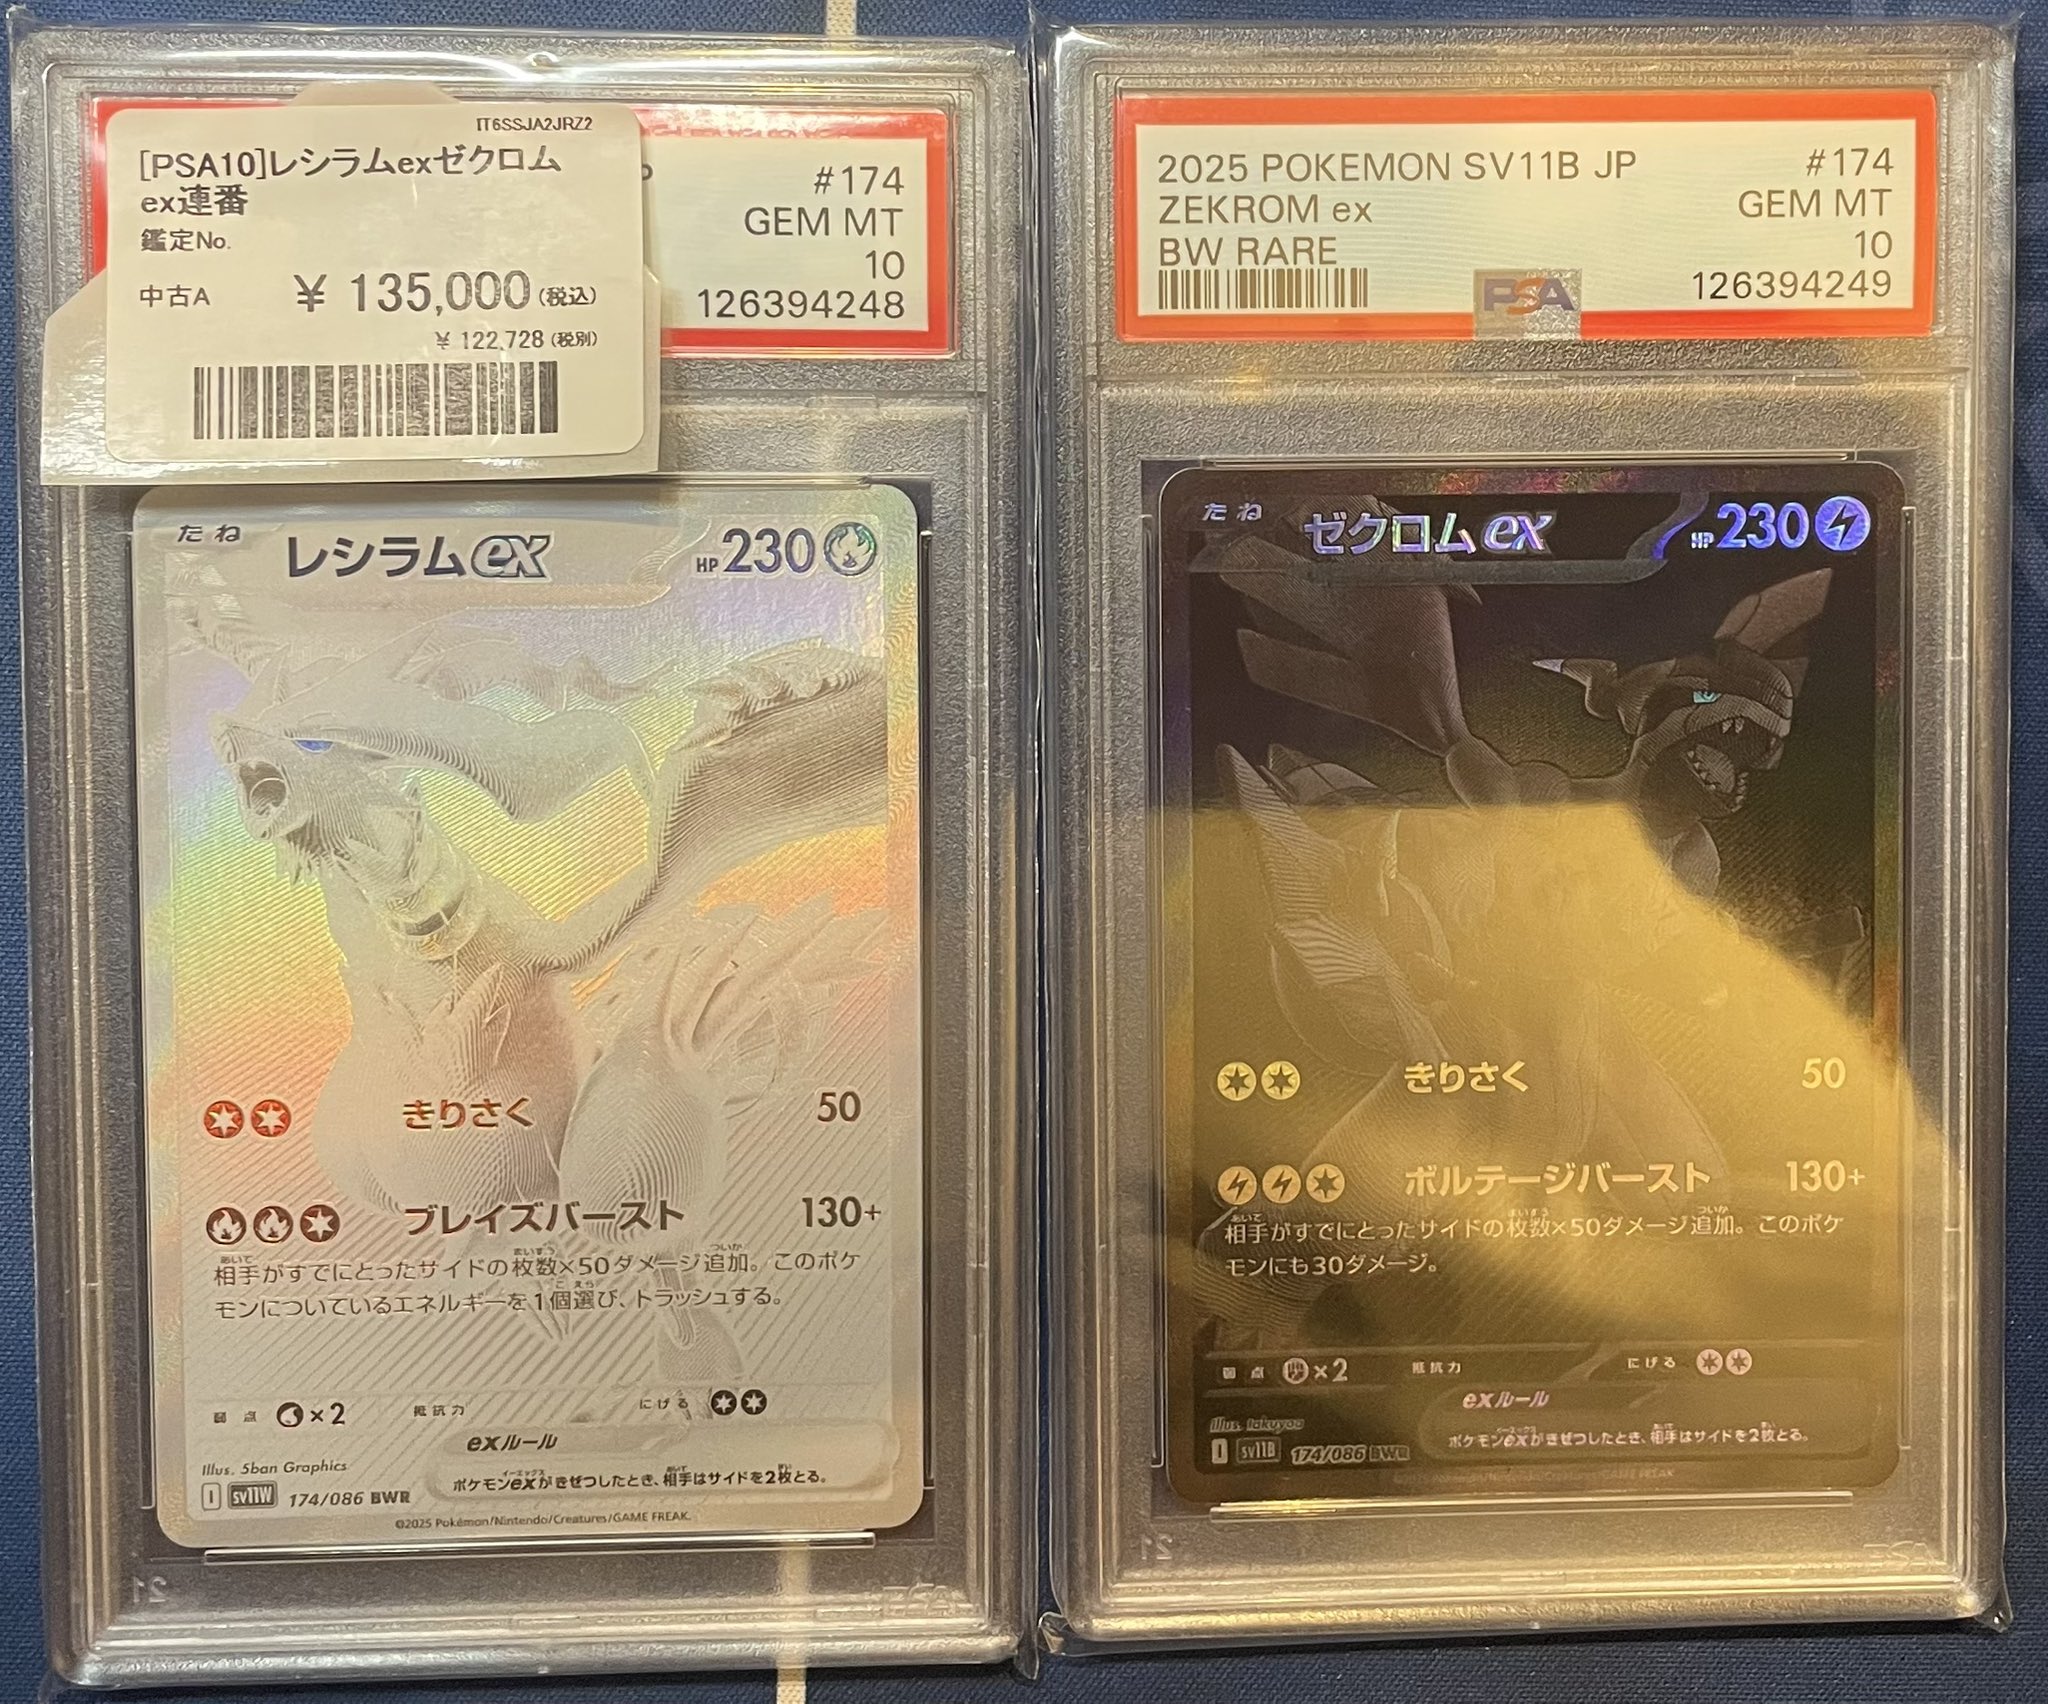 IT6SSJA2JRZ2
[PSA10]レシラムexゼクロム
ex連番
鑑定No.
中古A ¥ 135,000(税込)
¥ 122,728(税別)
P #174
GEM MT
10
126394248
たね レシラムex HP230
きりさく 50
ブレイズバースト 130+
相手がすでにとったサイドの枚数×50ダメージ追加。このポケ
モンについているエネルギーを1個選び、トラッシュする。
弱点 ×2 抵抗力 にげる
exルール
ポケモンexがきぜつしたとき、相手はサイドを2枚とる。
Illus. 5ban Graphics
I SV11W 174/086 BWR
©2025 Pokémon/Nintendo/Creatures/GAME FREAK.
2025 POKEMON SV11B JP #174
ZEKROM ex GEM MT
BW RARE 10
PSA 126394249
たね ゼクロムex HP230
きりさく 50
ボルテージバースト 130+
相手がすでにとったサイドの枚数×50ダメージ追加。このポケ
モンにも30ダメージ。
弱点 ×2 抵抗力 にげる
exルール
ポケモンexがきぜつしたとき、相手はサイドを2枚とる。
Illus. takuyoa
I SV11B 174/086 BWR